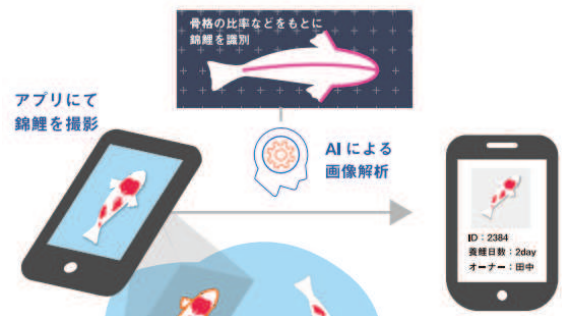 骨格の比率などをもとに
錦鯉を識別
アプリにて
錦鯉を撮影
AIによる
画像解析
ID：2384
養鯉日数：2day
オーナー：田中